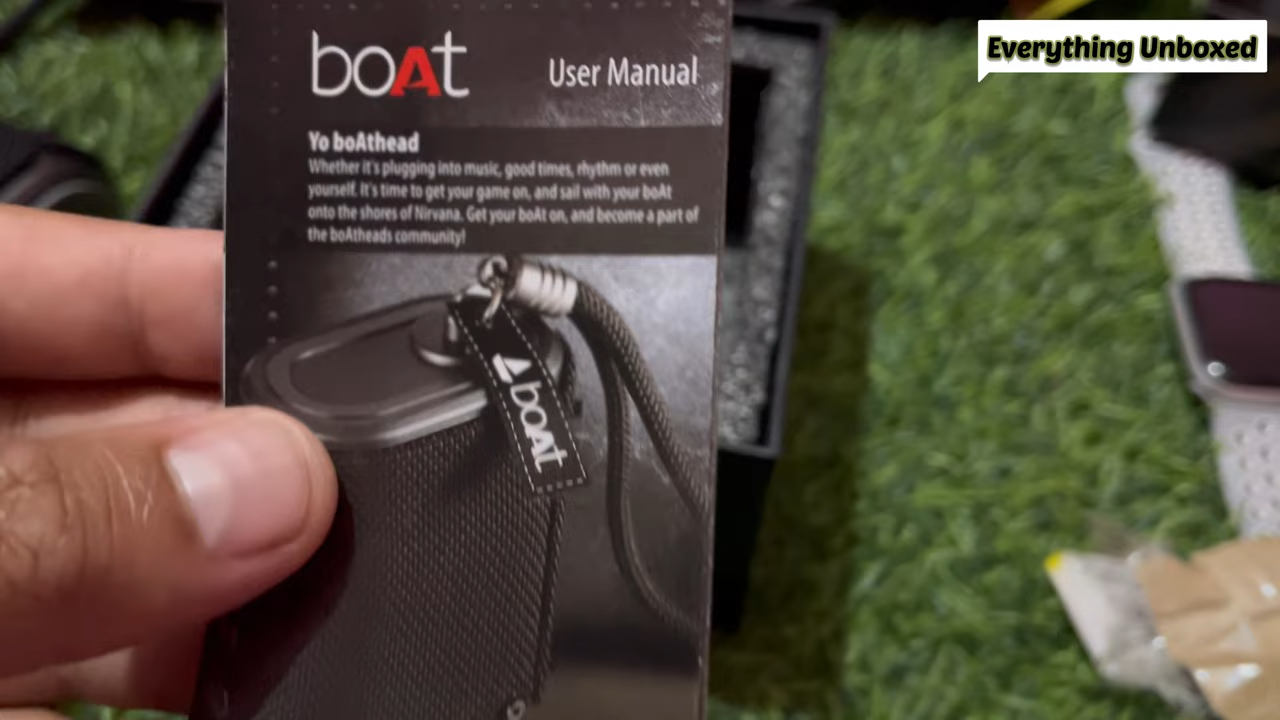 Everything Unboxed
boAt
User Manual
Yo boAthead
Whether it's plugging into music, good times, rhythm or even
yourself. It's time to get your game on, and sail with your boAt
onto the shores of Nirvana. Get your boAt on, and become a part of
the boAtheads community!
boAt